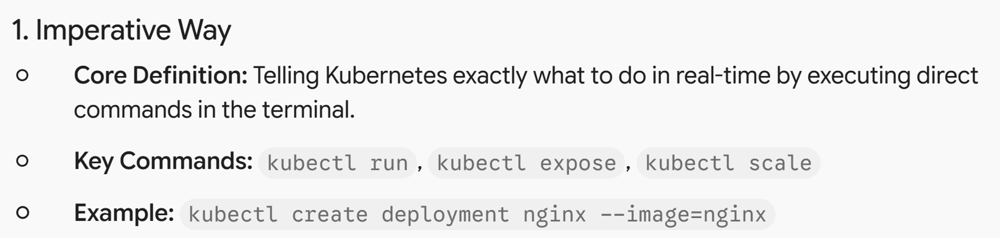 1. Imperative Way
Core Definition: Telling Kubernetes exactly what to do in real-time by executing direct
commands in the terminal.
Key Commands: kubectl run, kubectl expose, kubectl scale
Example: kubectl create deployment nginx --image=nginx